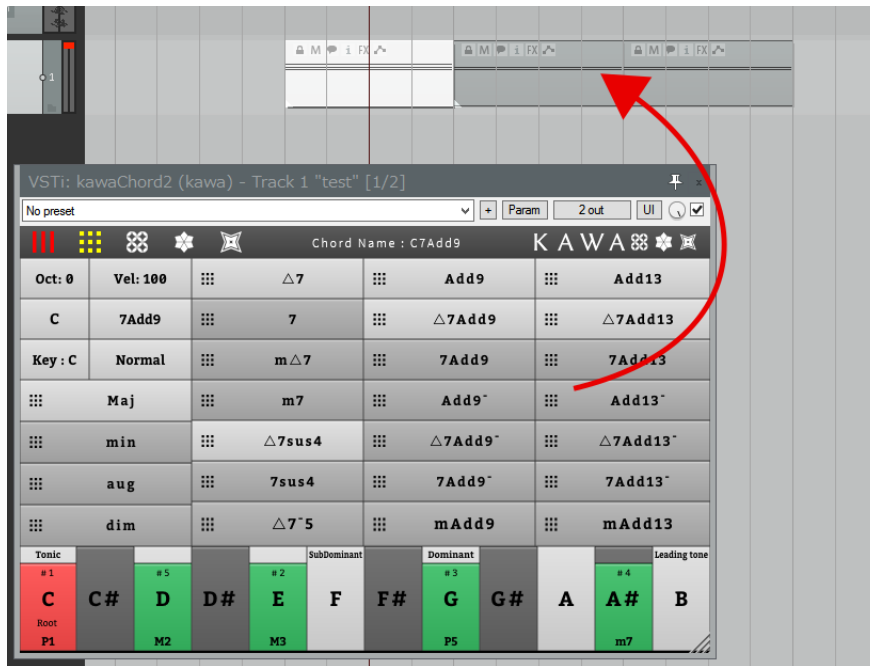 1
M i FX M i FX M i FX
VSTi: kawaChord2 (kawa) - Track 1 "test" [1/2] x
No preset + Param 2 out UI
Chord Name : C7Add9 KAWA
Oct: 0 Vel: 100 △7 Add9 Add13
C 7Add9 7 △7Add9 △7Add13
Key : C Normal m△7 7Add9 7Add13
Maj m7 Add9⁻ Add13⁻
min △7sus4 △7Add9⁻ △7Add13⁻
aug 7sus4 7Add9⁻ 7Add13⁻
dim △7⁻5 mAdd9 mAdd13
Tonic SubDominant Dominant Leading tone
#1 #5 #2 #3 #4
C C# D D# E F F# G G# A A# B
Root
P1 M2 M3 P5 m7